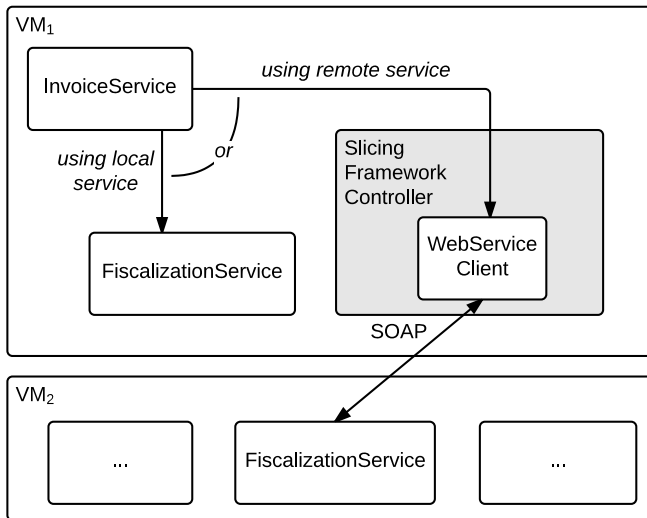 VM₁
InvoiceService
using remote service
using local
service
or
Slicing
Framework
Controller
FiscalizationService
WebService
Client
SOAP
VM₂
...
FiscalizationService
...